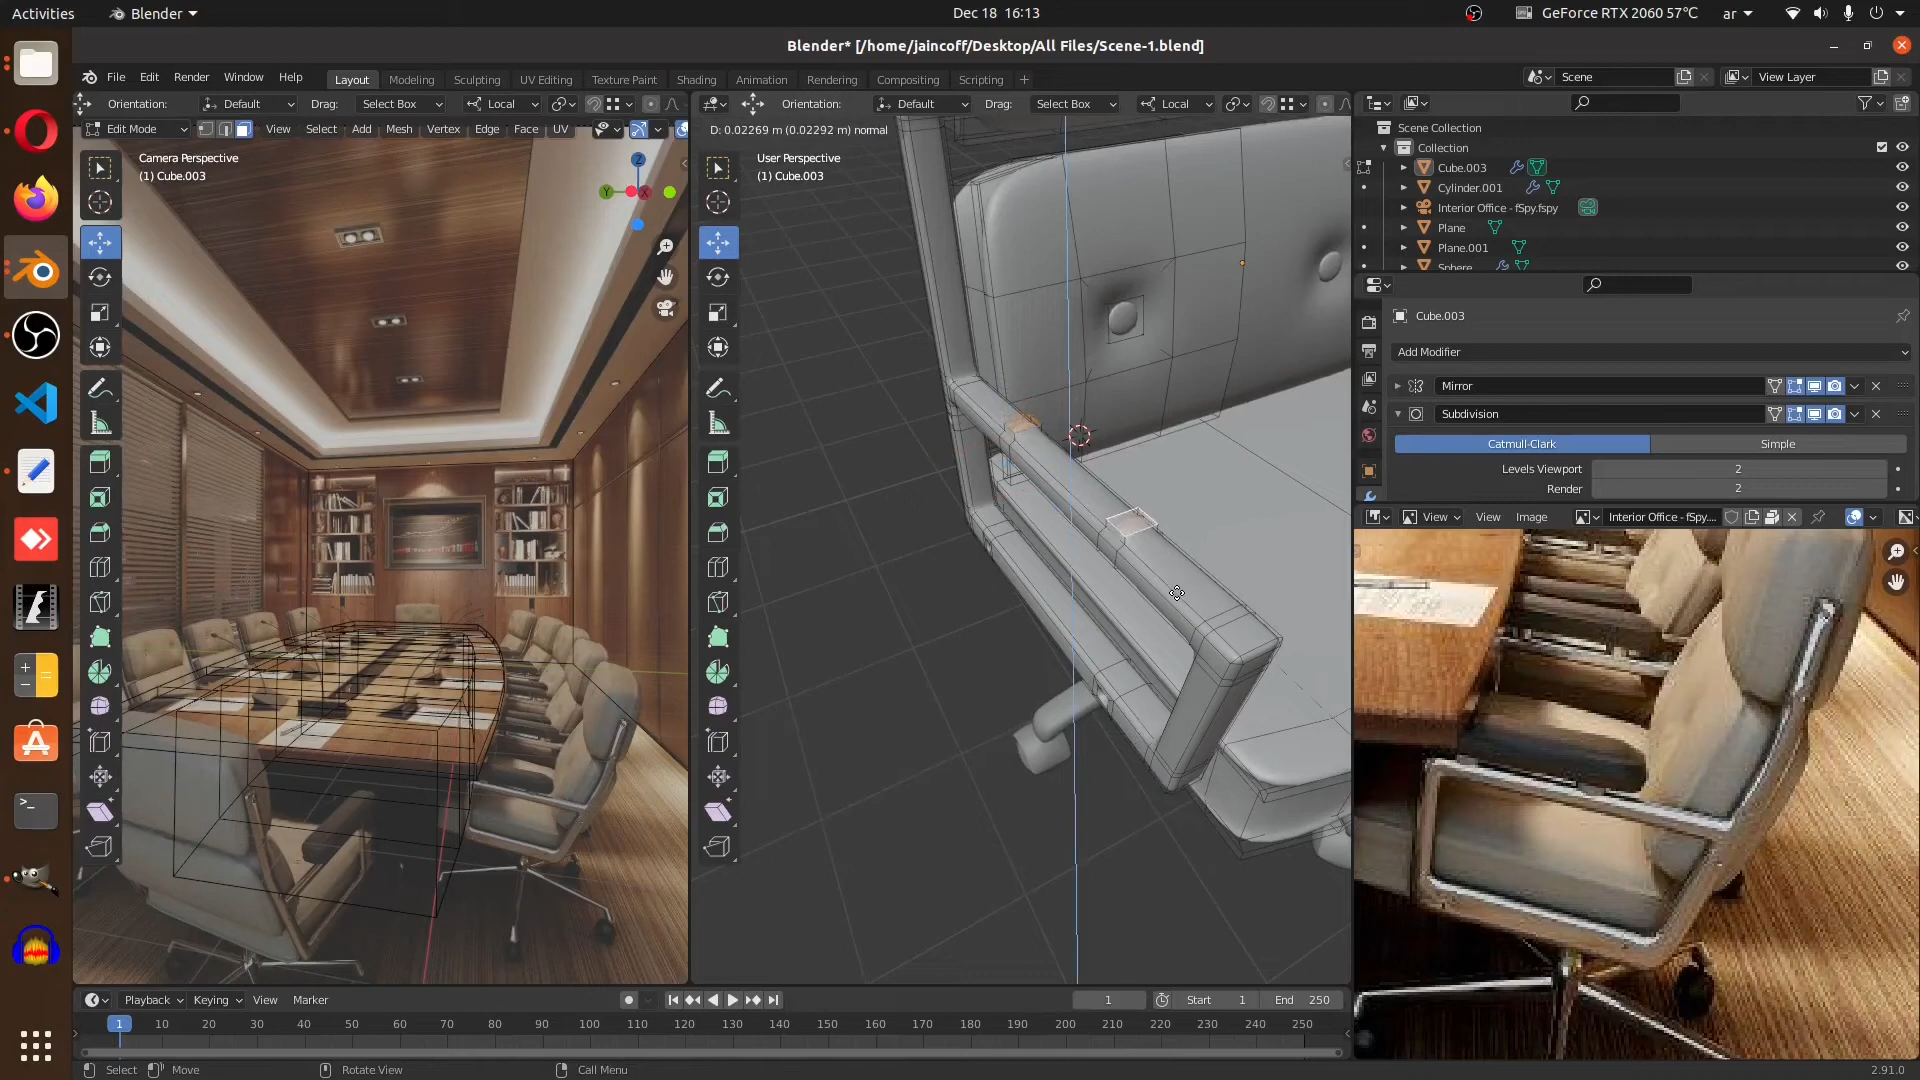 Activities
Blender
Dec 18 16:13
GeForce RTX 2060 57℃
ar
Blender* [/home/jaincoff/Desktop/All Files/Scene-1.blend]
File Edit Render Window Help
Layout Modeling Sculpting UV Editing Texture Paint Shading Animation Rendering Compositing Scripting +
Scene
View Layer
Orientation: Default Drag: Select Box Local
Orientation: Default Drag: Select Box Local
Edit Mode View Select Add Mesh Vertex Edge Face UV
D: 0.02269 m (0.02292 m) normal
Camera Perspective
(1) Cube.003
Z
Y
X
User Perspective
(1) Cube.003
Scene Collection
Collection
Cube.003
Cylinder.001
Interior Office - fSpy.fspy
Plane
Plane.001
Sphere
Cube.003
Add Modifier
Mirror
Subdivision
Catmull-Clark Simple
Levels Viewport 2
Render 2
View View Image Interior Office - fSpy....
Playback Keying View Marker
1 Start 1 End 250
1 10 20 30 40 50 60 70 80 90 100 110 120 130 140 150 160 170 180 190 200 210 220 230 240 250
Select Move Rotate View Call Menu
2.91.0